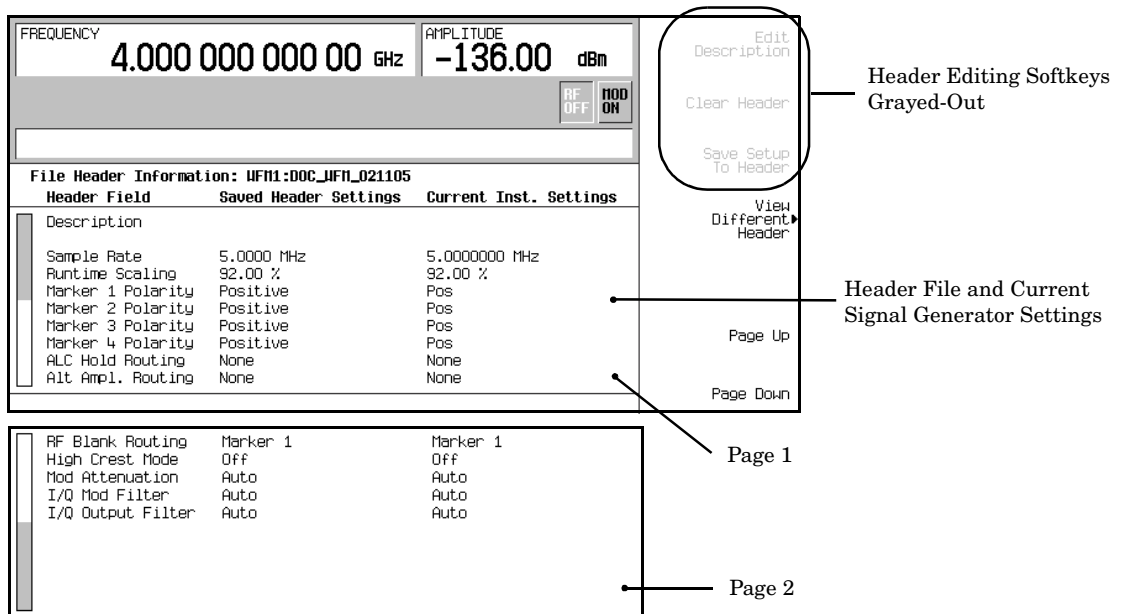 FREQUENCY
4.000 000 000 00 GHz
AMPLITUDE
-136.00 dBm
RF OFF
MOD ON
Edit Description
Clear Header
Save Setup To Header
View Different Header
Page Up
Page Down
Header Editing Softkeys
Grayed-Out
File Header Information: WFM1:DOC_WFM_021105
Header Field Saved Header Settings Current Inst. Settings
Description
Sample Rate 5.0000 MHz 5.0000000 MHz
Runtime Scaling 92.00 % 92.00 %
Marker 1 Polarity Positive Pos
Marker 2 Polarity Positive Pos
Marker 3 Polarity Positive Pos
Marker 4 Polarity Positive Pos
ALC Hold Routing None None
Alt Ampl. Routing None None
Header File and Current
Signal Generator Settings
Page 1
RF Blank Routing Marker 1 Marker 1
High Crest Mode Off Off
Mod Attenuation Auto Auto
I/Q Mod Filter Auto Auto
I/Q Output Filter Auto Auto
Page 2